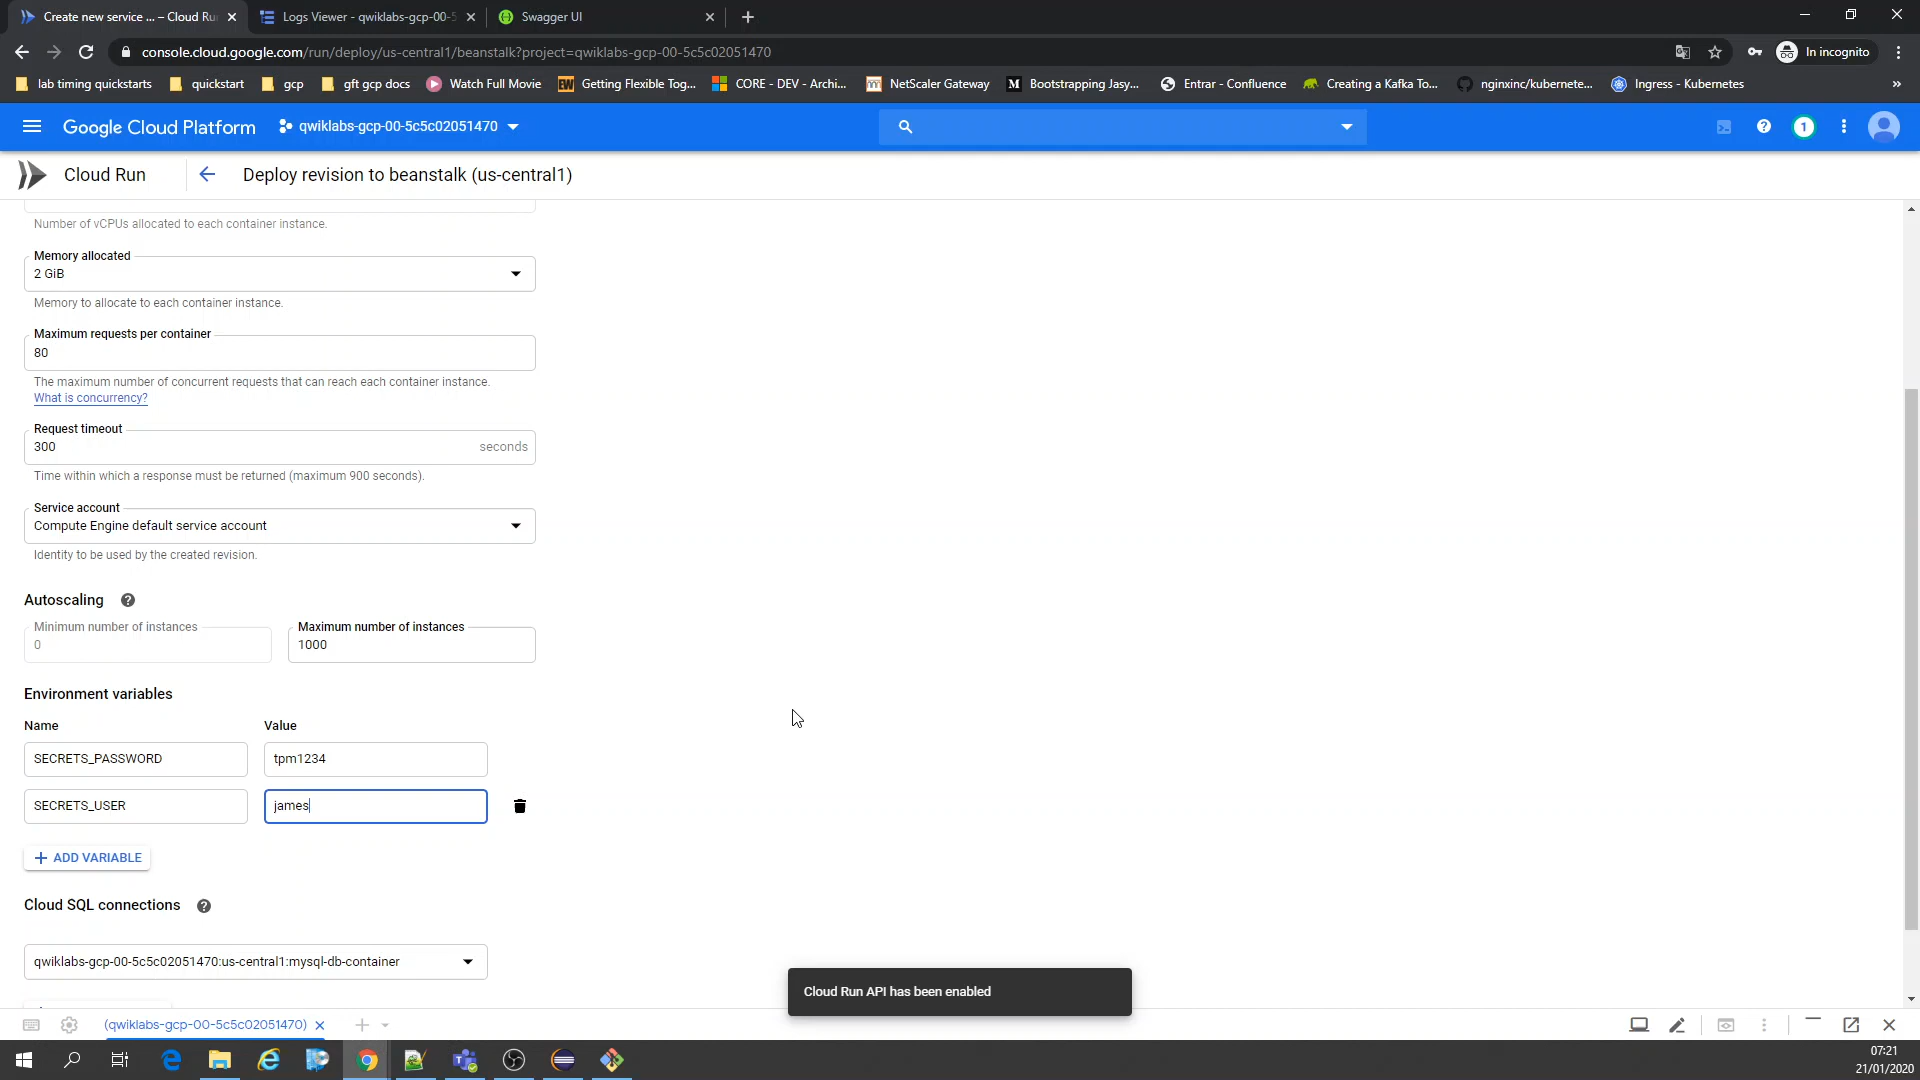 Create new service ... – Cloud Ru
Logs Viewer - qwiklabs-gcp-00-5
Swagger UI
console.cloud.google.com/run/deploy/us-central1/beanstalk?project=qwiklabs-gcp-00-5c5c02051470
In incognito
lab timing quickstarts
quickstart
gcp
gft gcp docs
Watch Full Movie
Getting Flexible Tog...
CORE - DEV - Archi...
NetScaler Gateway
Bootstrapping Jasy...
Entrar - Confluence
Creating a Kafka To...
nginxinc/kubernete...
Ingress - Kubernetes
Google Cloud Platform
qwiklabs-gcp-00-5c5c02051470
1
Cloud Run
Deploy revision to beanstalk (us-central1)
Number of vCPUs allocated to each container instance.
Memory allocated
2 GiB
Memory to allocate to each container instance.
Maximum requests per container
80
The maximum number of concurrent requests that can reach each container instance.
What is concurrency?
Request timeout
300 seconds
Time within which a response must be returned (maximum 900 seconds).
Service account
Compute Engine default service account
Identity to be used by the created revision.
Autoscaling
Minimum number of instances
0
Maximum number of instances
1000
Environment variables
Name Value
SECRETS_PASSWORD tpm1234
SECRETS_USER james
ADD VARIABLE
Cloud SQL connections
qwiklabs-gcp-00-5c5c02051470:us-central1:mysql-db-container
Cloud Run API has been enabled
(qwiklabs-gcp-00-5c5c02051470)
07:21
21/01/2020